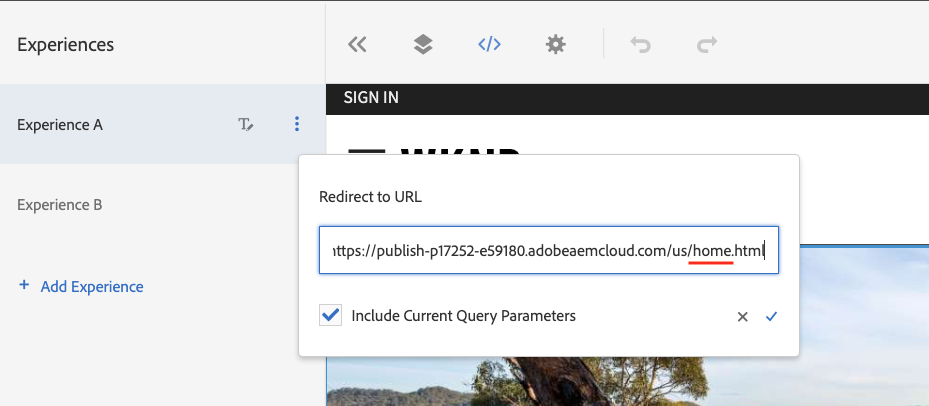 Experiences
SIGN IN
Experience A
Redirect to URL
Experience B
ttps://publish-p17252-e59180.adobeaemcloud.com/us/home.html
+ Add Experience
Include Current Query Parameters